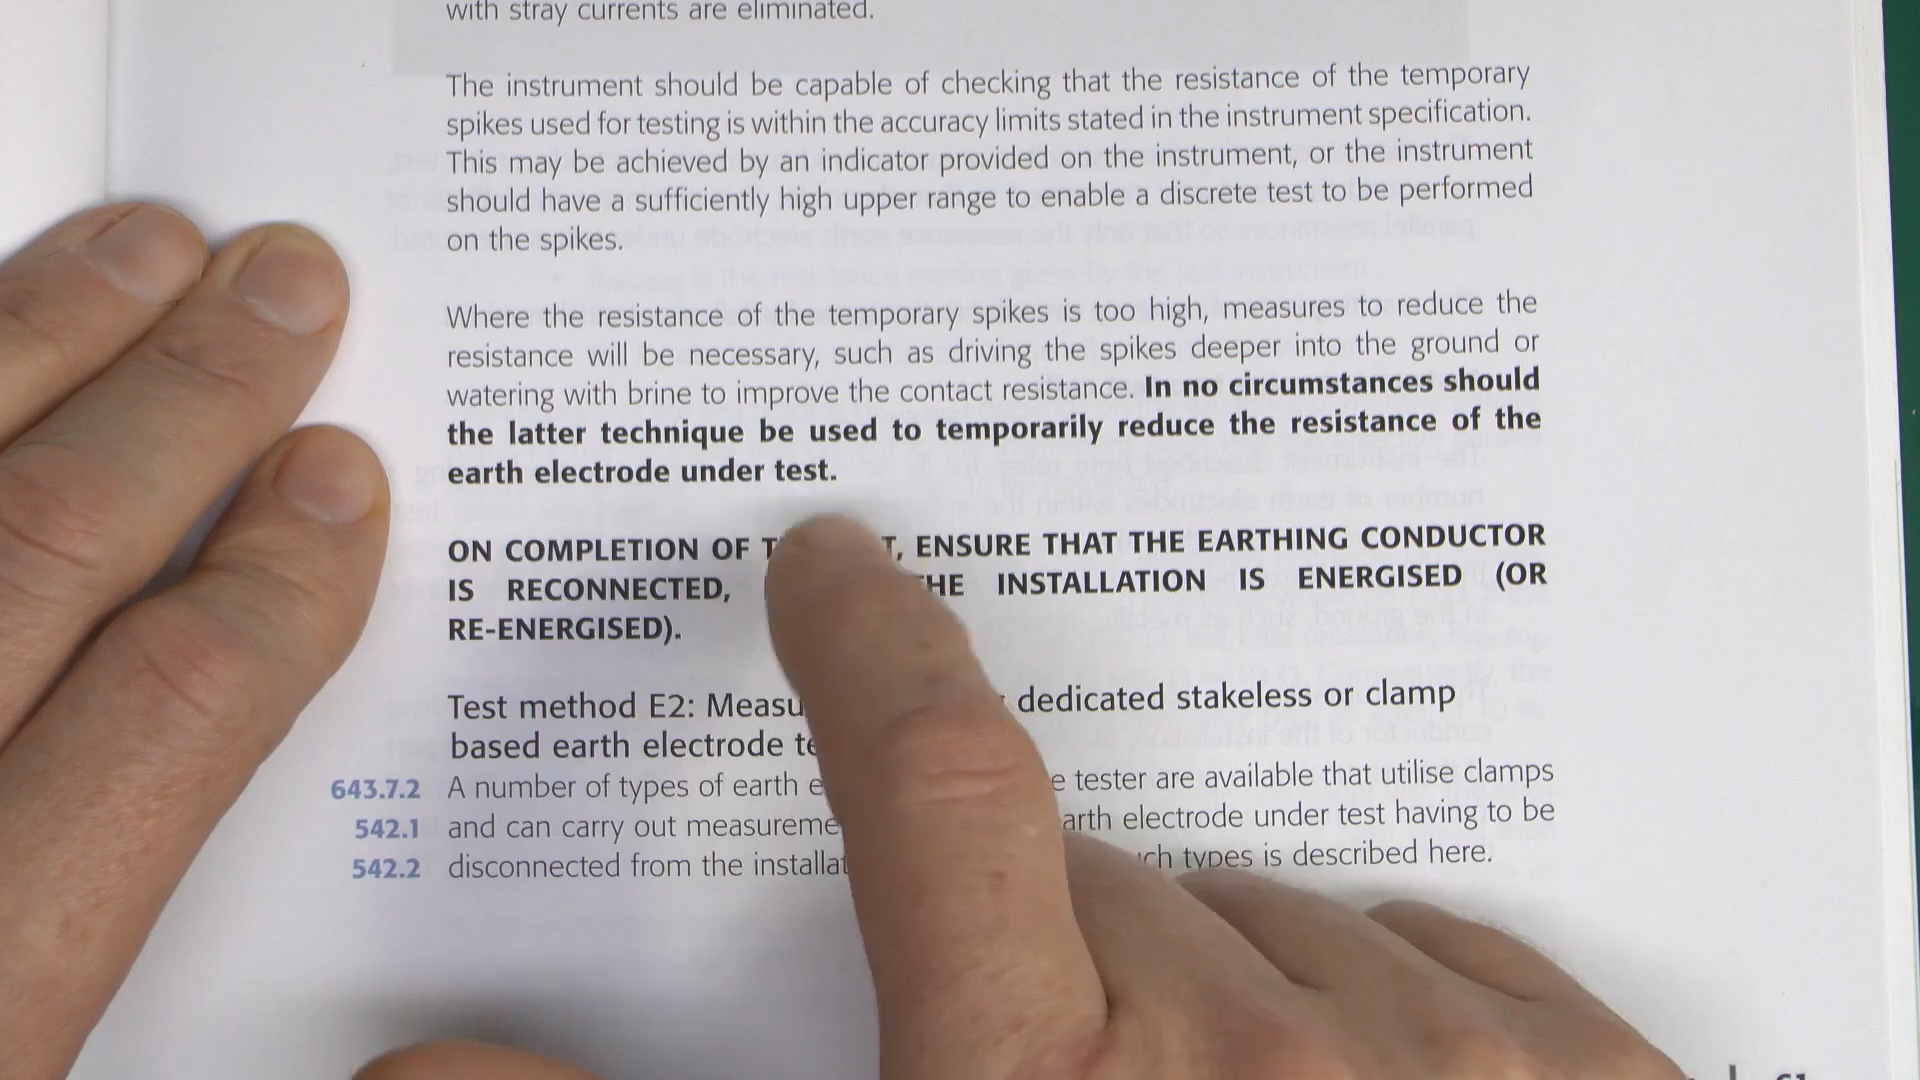 with stray currents are eliminated.
The instrument should be capable of checking that the resistance of the temporary
spikes used for testing is within the accuracy limits stated in the instrument specification.
This may be achieved by an indicator provided on the instrument, or the instrument
should have a sufficiently high upper range to enable a discrete test to be performed
on the spikes.
Where the resistance of the temporary spikes is too high, measures to reduce the
resistance will be necessary, such as driving the spikes deeper into the ground or
watering with brine to improve the contact resistance. In no circumstances should
the latter technique be used to temporarily reduce the resistance of the
earth electrode under test.
ON COMPLETION OF ENSURE THAT THE EARTHING CONDUCTOR
IS RECONNECTED, INSTALLATION IS ENERGISED (OR
RE-ENERGISED).
Test method E2: dedicated stakeless or clamp
based earth electrode
643.7.2 A number of types of earth tester are available that utilise clamps
542.1 and can carry out electrode under test having to be
542.2 disconnected from the types is described here.